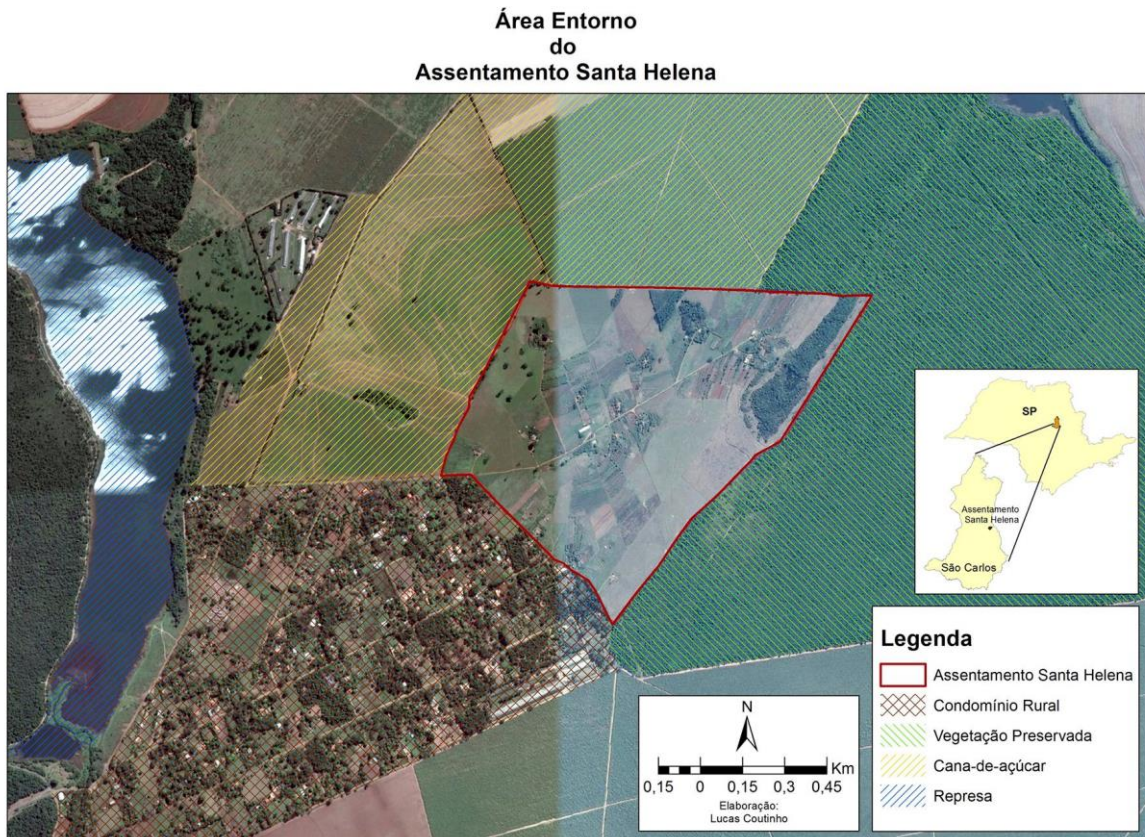 Área Entorno
do
Assentamento Santa Helena
SP
Assentamento
Santa Helena
São Carlos
Legenda
Assentamento Santa Helena
Condomínio Rural
Vegetação Preservada
Cana-de-açúcar
Represa
N
Km
0,15 0 0,15 0,3 0,45
Elaboração:
Lucas Coutinho